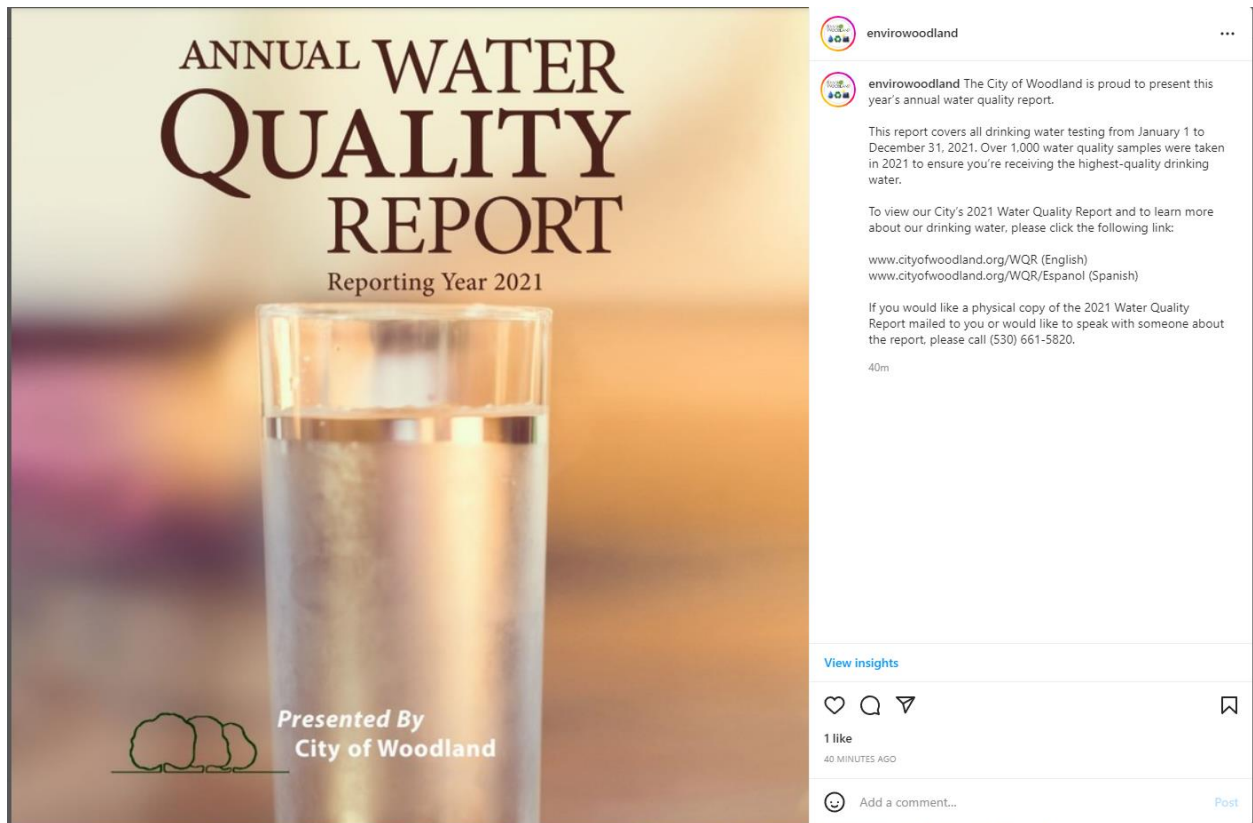 ANNUAL WATER
QUALITY
REPORT
Reporting Year 2021
Presented By
City of Woodland
envirowoodland
envirowoodland The City of Woodland is proud to present this
year's annual water quality report.
This report covers all drinking water testing from January 1 to
December 31, 2021. Over 1,000 water quality samples were taken
in 2021 to ensure you're receiving the highest-quality drinking
water.
To view our City's 2021 Water Quality Report and to learn more
about our drinking water, please click the following link:
www.cityofwoodland.org/WQR (English)
www.cityofwoodland.org/WQR/Espanol (Spanish)
If you would like a physical copy of the 2021 Water Quality
Report mailed to you or would like to speak with someone about
the report, please call (530) 661-5820.
40m
View insights
1 like
40 MINUTES AGO
Add a comment...
Post